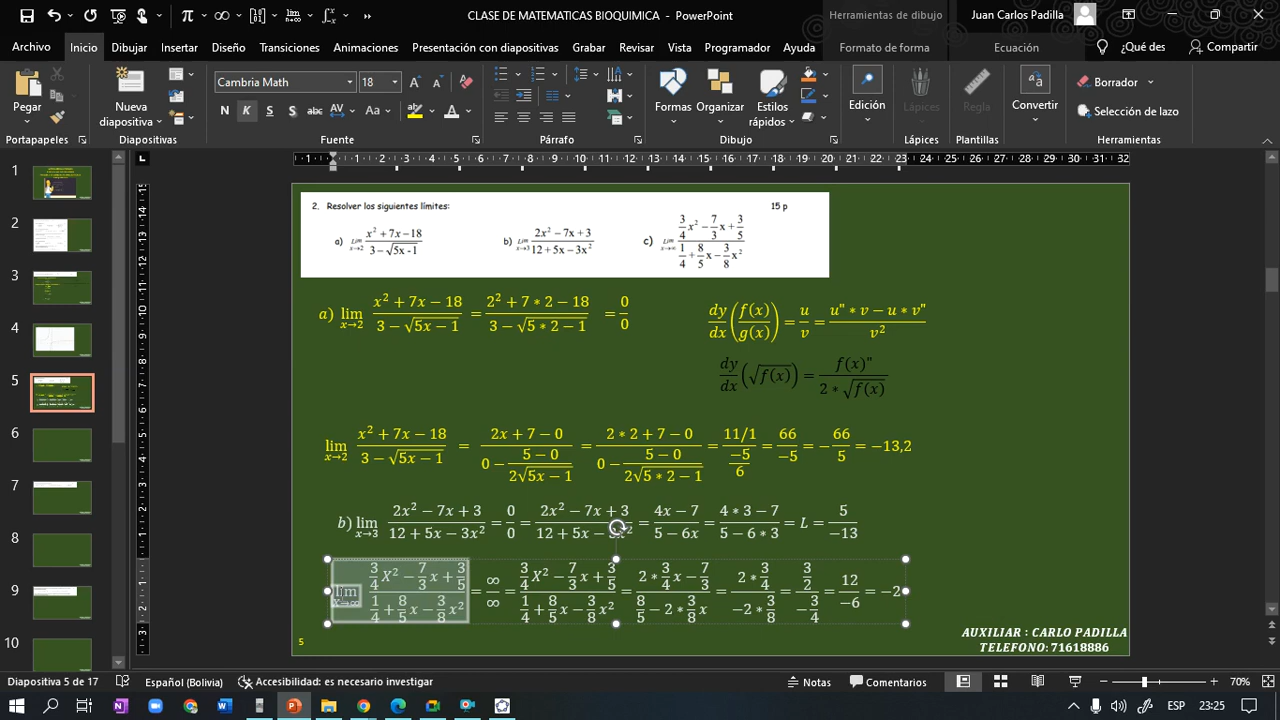 CLASE DE MATEMATICAS BIOQUIMICA - PowerPoint
Herramientas de dibujo
Juan Carlos Padilla
Archivo Inicio Dibujar Insertar Diseño Transiciones Animaciones Presentación con diapositivas Grabar Revisar Vista Programador Ayuda Formato de forma Ecuación ¿Qué des Compartir
Cambria Math 18
Pegar
Nueva diapositiva
N K S S abc AV Aa A
Formas Organizar Estilos rápidos
Edición Lápices Regla Convertir
Borrador
Selección de lazo
Portapapeles Diapositivas Fuente Párrafo Dibujo Lápices Plantillas Herramientas
2. Resolver los siguientes límites: 15 p
a) Lim x→2 (x² + 7x – 18)/(3 – √(5x - 1)) b) Lim x→3 (2x² – 7x + 3)/(12 + 5x – 3x²) c) Lim x→∞ (3/4 x² – 7/3 x + 3/5)/(1/4 + 8/5 x – 3/8 x²)
a) lim x→2 (x² + 7x − 18)/(3 − √(5x − 1)) = (2² + 7 ∗ 2 − 18)/(3 − √(5 ∗ 2 − 1)) = 0/0
dy/dx (f(x)/g(x)) = u/v = (u" ∗ v − u ∗ v")/v²
dy/dx (√f(x)) = f(x)"/(2 ∗ √f(x))
lim x→2 (x² + 7x − 18)/(3 − √(5x − 1)) = (2x + 7 − 0)/(0 − (5 − 0)/(2√(5x − 1))) = (2 ∗ 2 + 7 − 0)/(0 − (5 − 0)/(2√(5 ∗ 2 − 1))) = (11/1)/(−5/6) = 66/−5 = − 66/5 = −13,2
b) lim x→3 (2x² − 7x + 3)/(12 + 5x − 3x²) = 0/0 = (2x² − 7x + 3)/(12 + 5x − 3x²) = (4x − 7)/(5 − 6x) = (4 ∗ 3 − 7)/(5 − 6 ∗ 3) = L = 5/−13
lim x→∞ (3/4 X² − 7/3 x + 3/5)/(1/4 + 8/5 x − 3/8 x²) = ∞/∞ = (3/4 X² − 7/3 x + 3/5)/(1/4 + 8/5 x − 3/8 x²) = (2 ∗ 3/4 x − 7/3)/(8/5 − 2 ∗ 3/8 x) = (2 ∗ 3/4)/(−2 ∗ 3/8) = (3/2)/(− 3/4) = 12/−6 = −2
AUXILIAR : CARLO PADILLA
5 TELEFONO: 71618886
1
2
3
4
5
6
7
8
9
10
Diapositiva 5 de 17 Español (Bolivia) Accesibilidad: es necesario investigar Notas Comentarios 70%
ESP 23:25